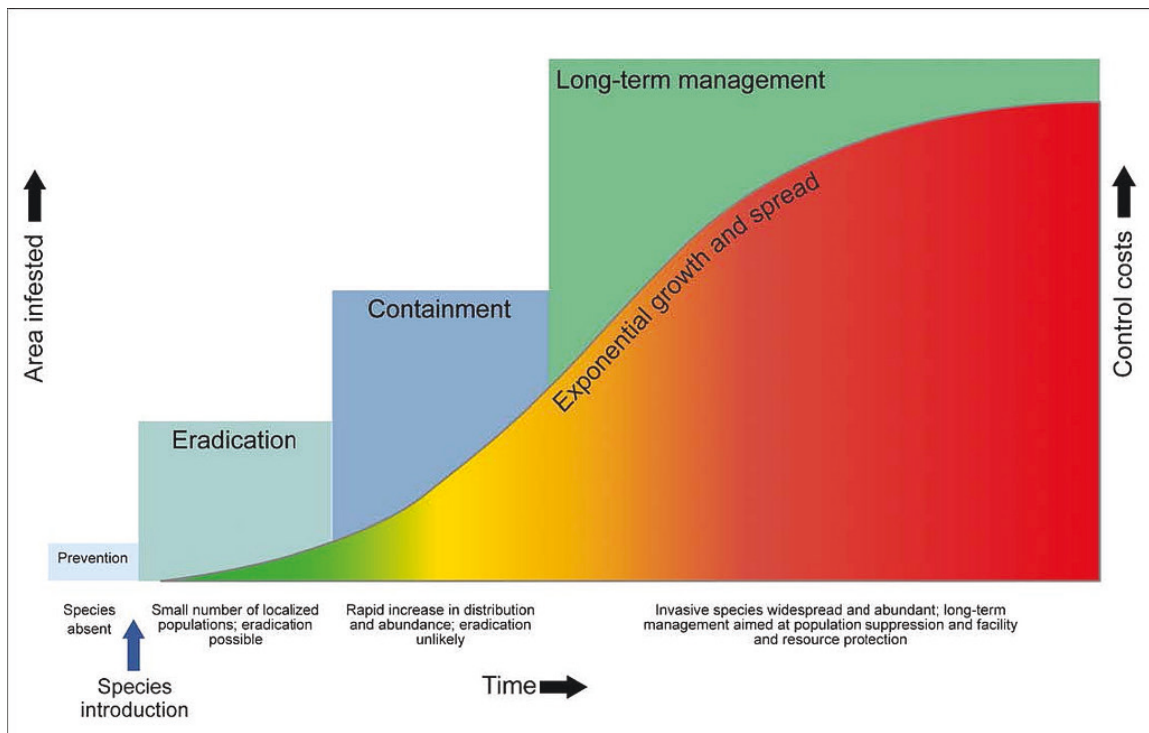 Long-term management
Area infested
Exponential growth and spread
Control costs
Containment
Eradication
Prevention
Species
absent
Small number of localized
populations; eradication
possible
Rapid increase in distribution
and abundance; eradication
unlikely
Invasive species widespread and abundant; long-term
management aimed at population suppression and facility
and resource protection
Species
introduction
Time